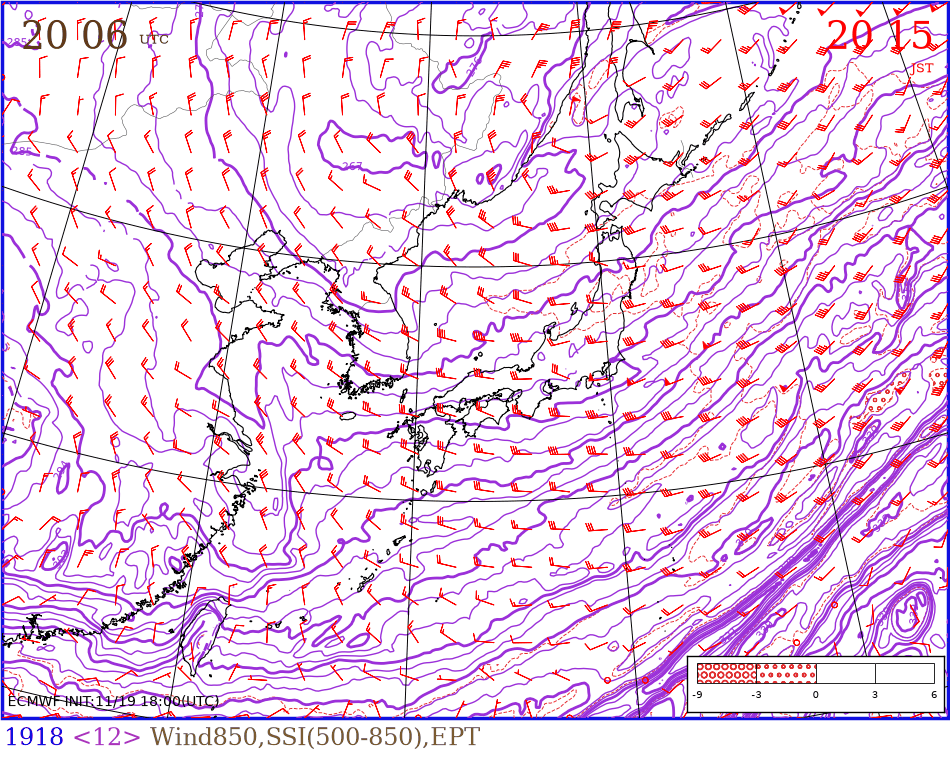 20 06 UTC
20 15
JST
285
285
267
273
ECMWF INIT:11/19 18:00(UTC)
-9 -3 0 3 6
1918 <12> Wind850,SSI(500-850),EPT